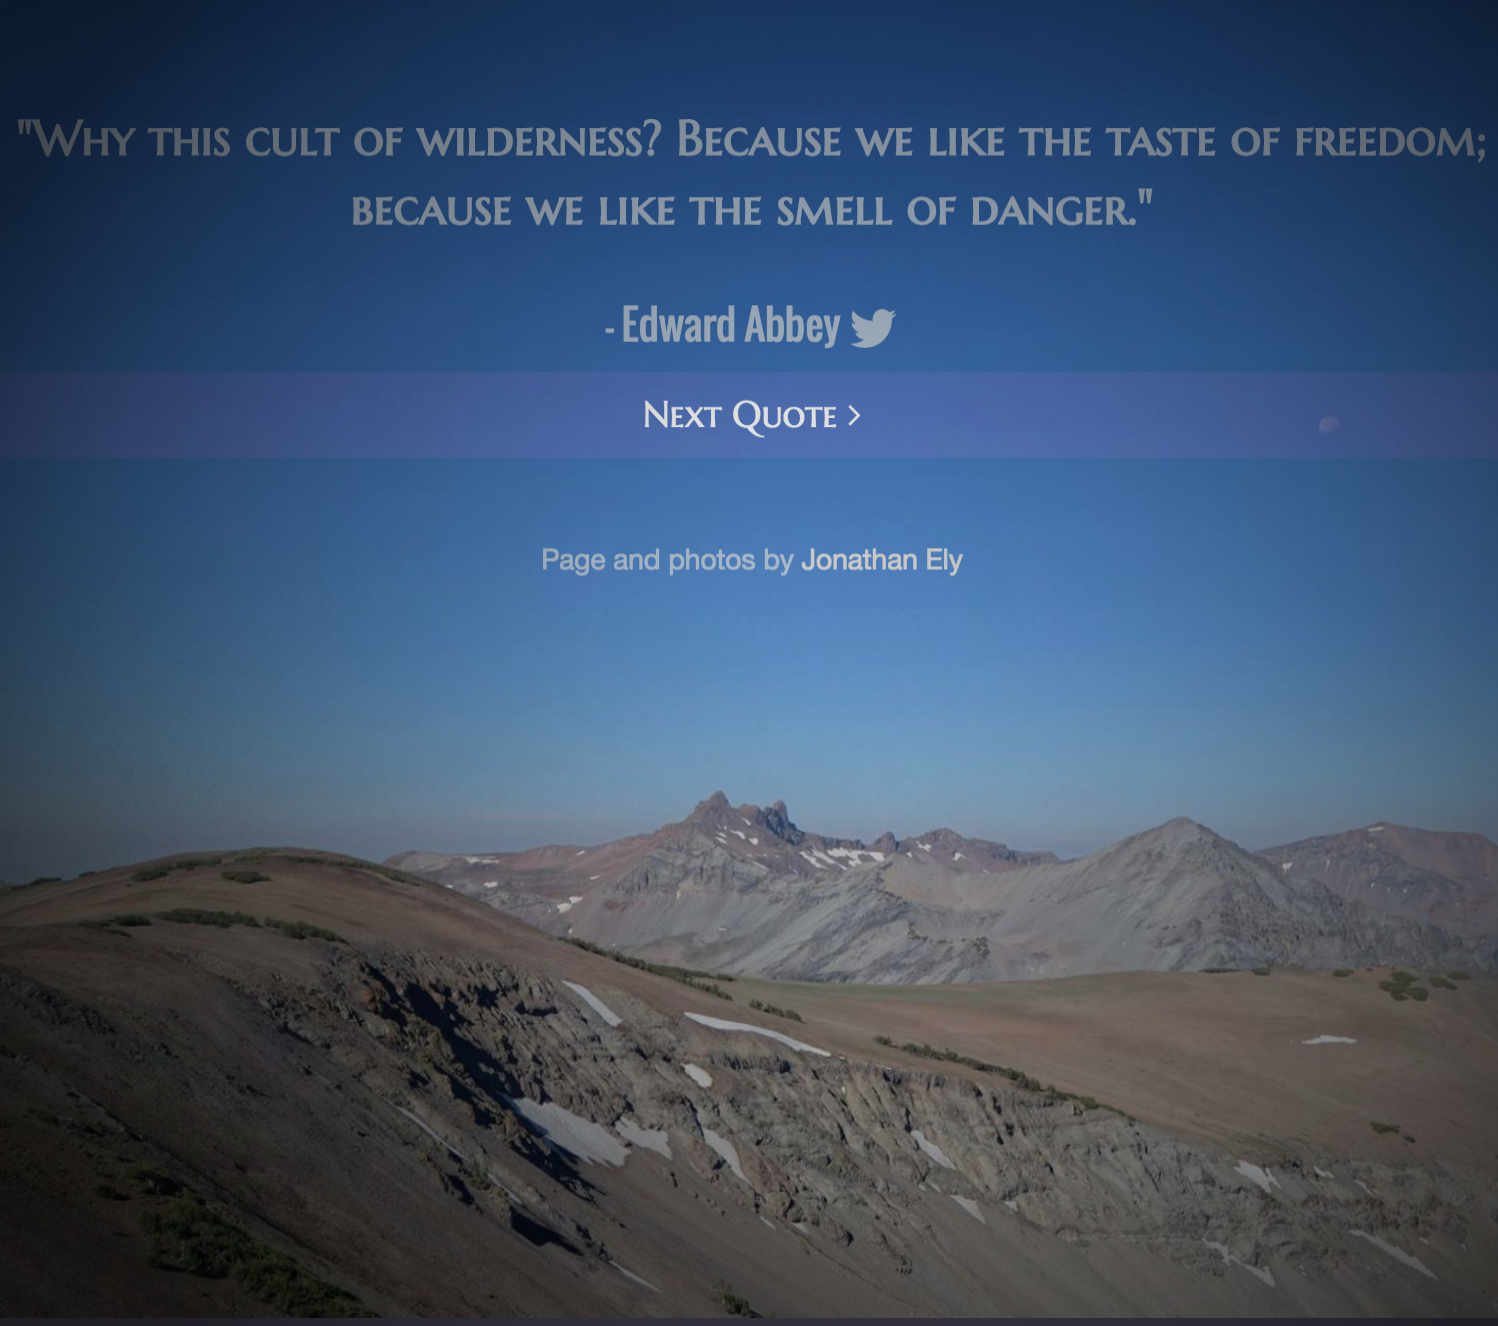 "Why this cult of wilderness? Because we like the taste of freedom;
because we like the smell of danger."
- Edward Abbey
Next Quote >
Page and photos by Jonathan Ely